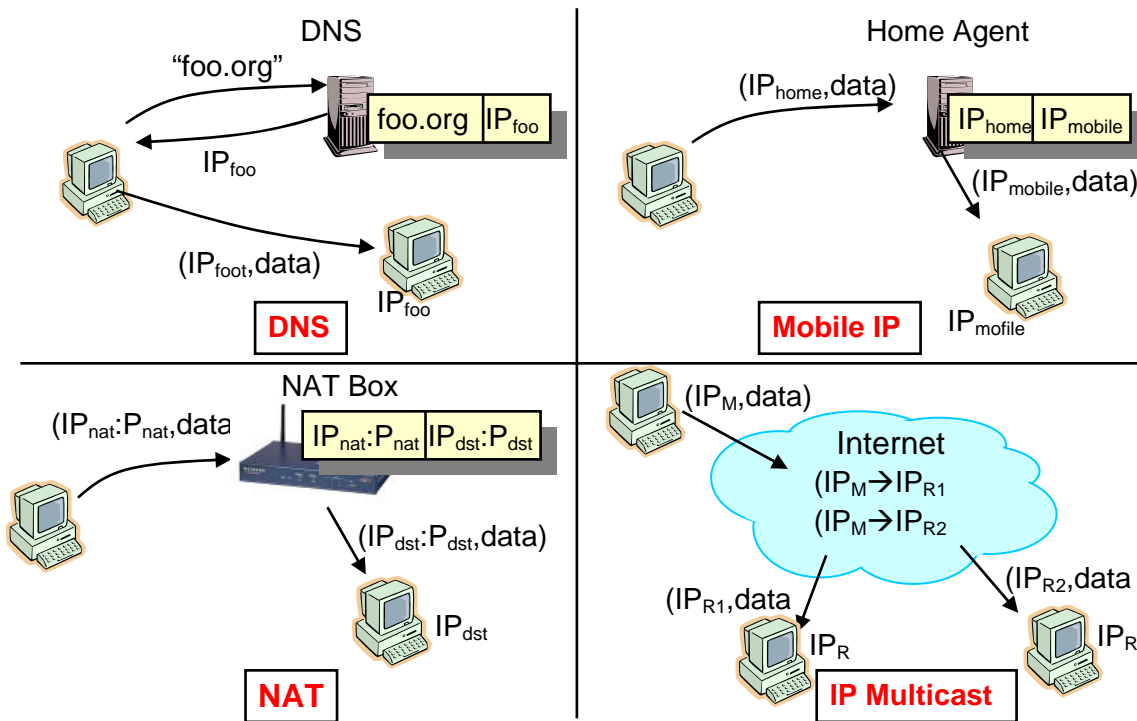 DNS
“foo.org”
foo.org IPfoo
IPfoo
(IPfoot,data)
IPfoo
DNS
Home Agent
(IPhome,data)
IPhome IPmobile
(IPmobile,data)
IPmofile
Mobile IP
NAT Box
(IPnat:Pnat,data
IPnat:Pnat IPdst:Pdst
(IPdst:Pdst,data)
IPdst
NAT
(IPM,data)
Internet
(IPM→IPR1
(IPM→IPR2
(IPR1,data
(IPR2,data
IPR
IPR
IP Multicast